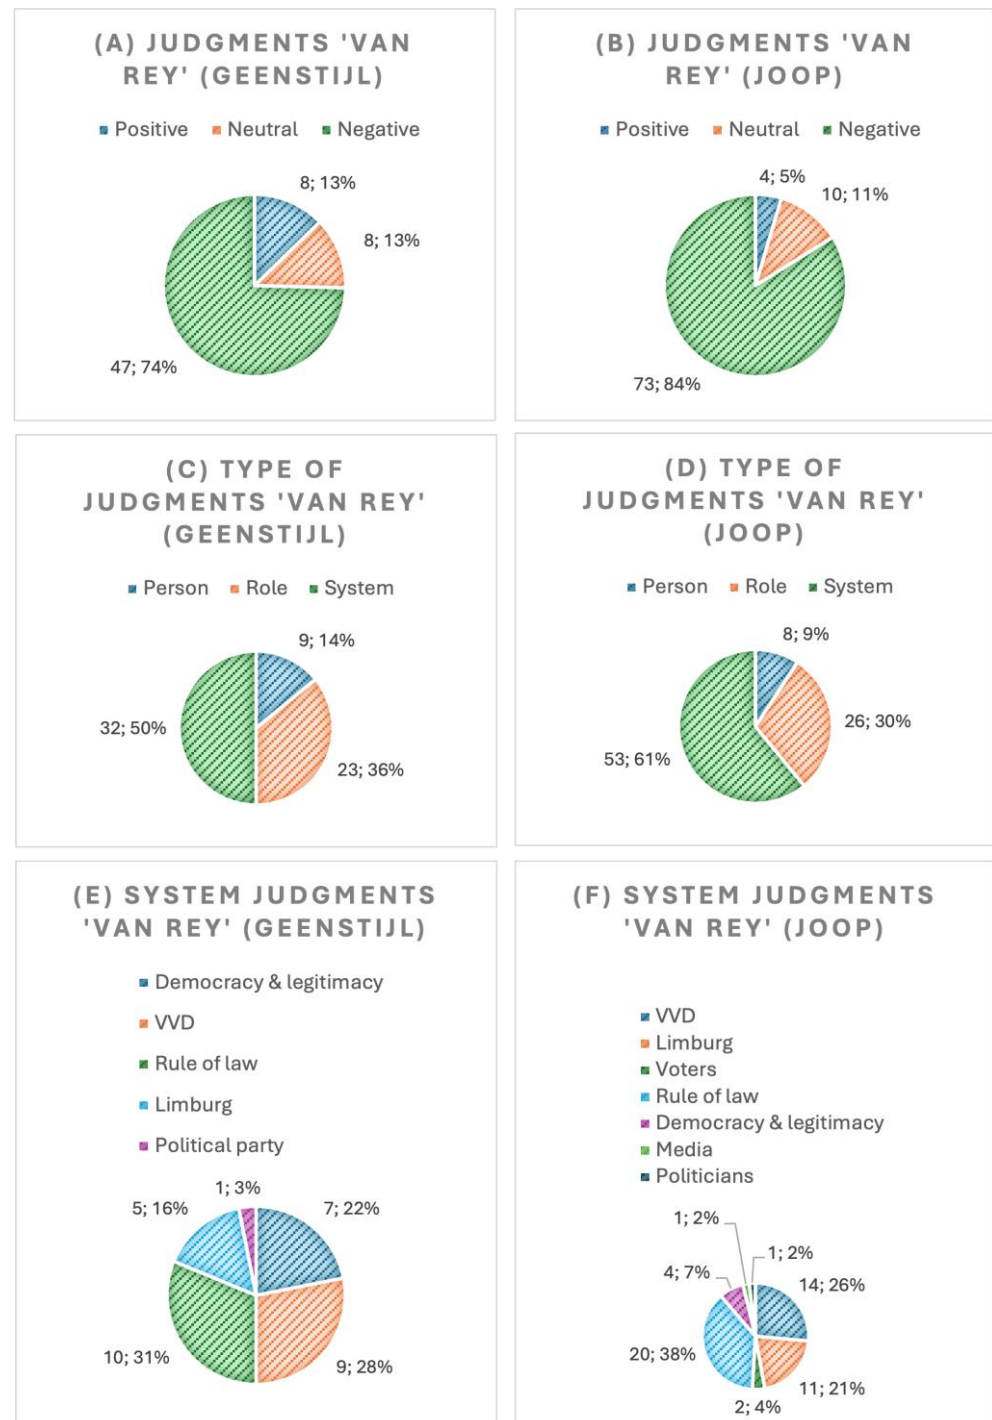 (A) JUDGMENTS 'VAN
REY' (GEENSTIJL)
Positive Neutral Negative
8; 13%
8; 13%
47; 74%
(B) JUDGMENTS 'VAN
REY' (JOOP)
Positive Neutral Negative
4; 5%
10; 11%
73; 84%
(C) TYPE OF
JUDGMENTS 'VAN REY'
(GEENSTIJL)
Person Role System
9; 14%
32; 50%
23; 36%
(D) TYPE OF
JUDGMENTS 'VAN REY'
(JOOP)
Person Role System
8; 9%
26; 30%
53; 61%
(E) SYSTEM JUDGMENTS
'VAN REY' (GEENSTIJL)
Democracy & legitimacy
VVD
Rule of law
Limburg
Political party
1; 3%
5; 16%
7; 22%
10; 31%
9; 28%
(F) SYSTEM JUDGMENTS
'VAN REY' (JOOP)
VVD
Limburg
Voters
Rule of law
Democracy & legitimacy
Media
Politicians
1; 2%
1; 2%
4; 7%
14; 26%
20; 38%
11; 21%
2; 4%